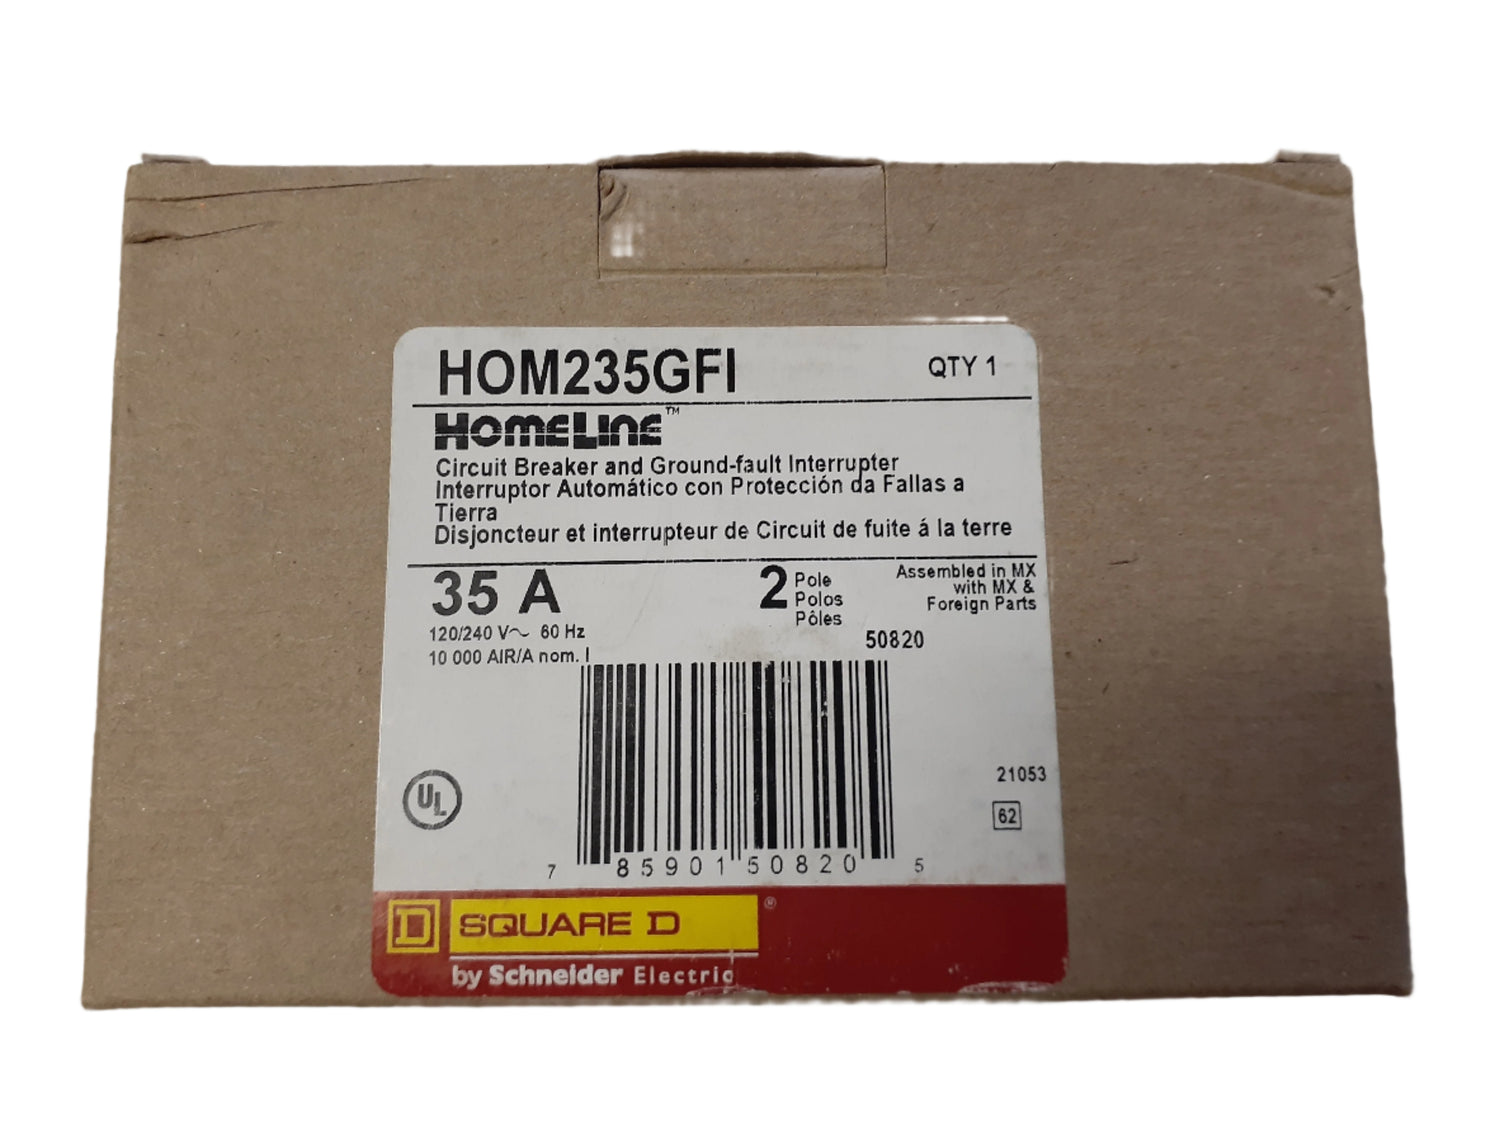 HOM235GFI QTY 1
HOMELINE™
Circuit Breaker and Ground-fault Interrupter
Interruptor Automático con Protección da Fallas a
Tierra
Disjoncteur et interrupteur de Circuit de fuite á la terre
35 A
120/240 V~ 60 Hz
10 000 AIR/A nom. I
2 Pole
Polos
Pôles
Assembled in MX
with MX &
Foreign Parts
50820
21053
62
UL
7 85901 50820 5
D SQUARE D ®
by Schneider Electric